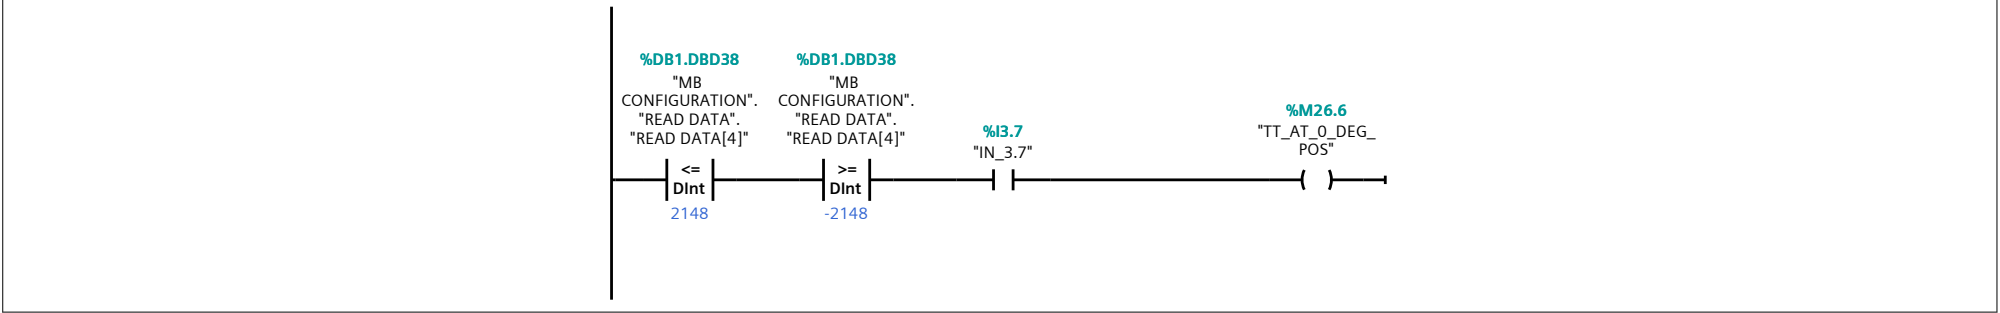 %DB1.DBD38
"MB
CONFIGURATION".
"READ DATA".
"READ DATA[4]"
<=
DInt
2148
%DB1.DBD38
"MB
CONFIGURATION".
"READ DATA".
"READ DATA[4]"
>=
DInt
-2148
%I3.7
"IN_3.7"
%M26.6
"TT_AT_0_DEG_
POS"